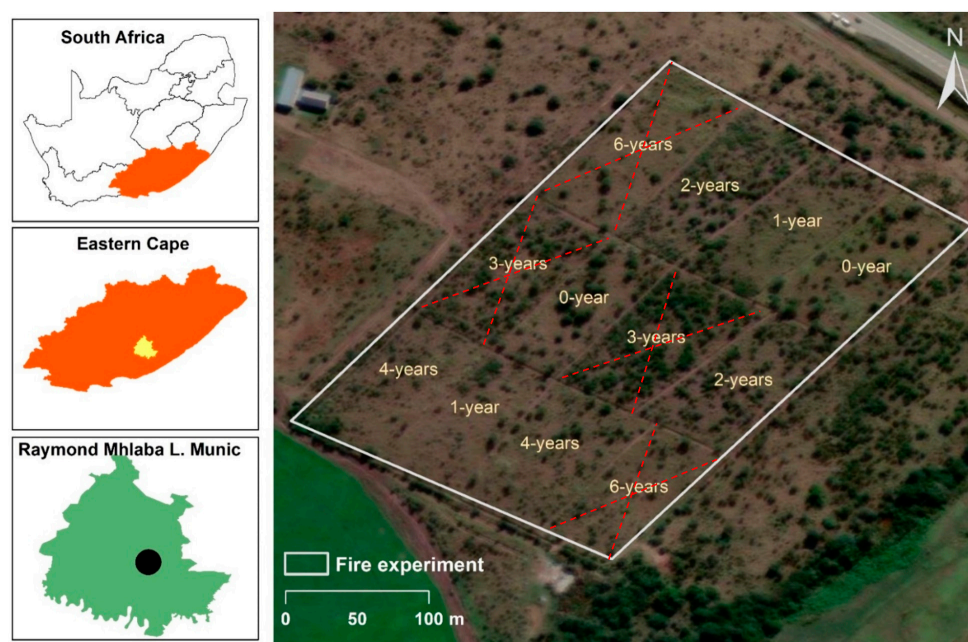 South Africa
Eastern Cape
Raymond Mhlaba L. Munic
N
6-years
2-years
1-year
0-year
3-years
0-year
3-years
4-years
2-years
1-year
4-years
6-years
Fire experiment
0
50
100 m